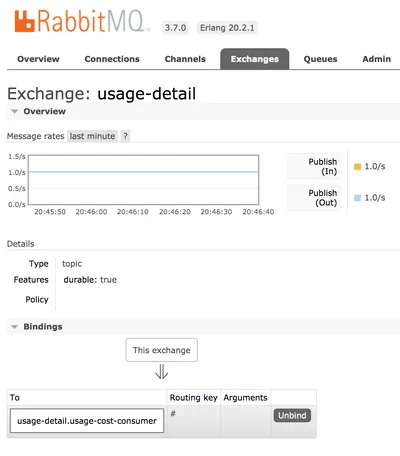 RabbitMQ 3.7.0 Erlang 20.2.1
Overview Connections Channels Exchanges Queues Admin
Exchange: usage-detail
Overview
Message rates last minute ?
1.5/s
1.0/s
0.5/s
0.0/s
20:45:50 20:46:00 20:46:10 20:46:20 20:46:30 20:46:40
Publish
(In)
1.0/s
Publish
(Out)
1.0/s
Details
Type topic
Features durable: true
Policy
Bindings
This exchange
⇓
To Routing key Arguments
usage-detail.usage-cost-consumer # Unbind